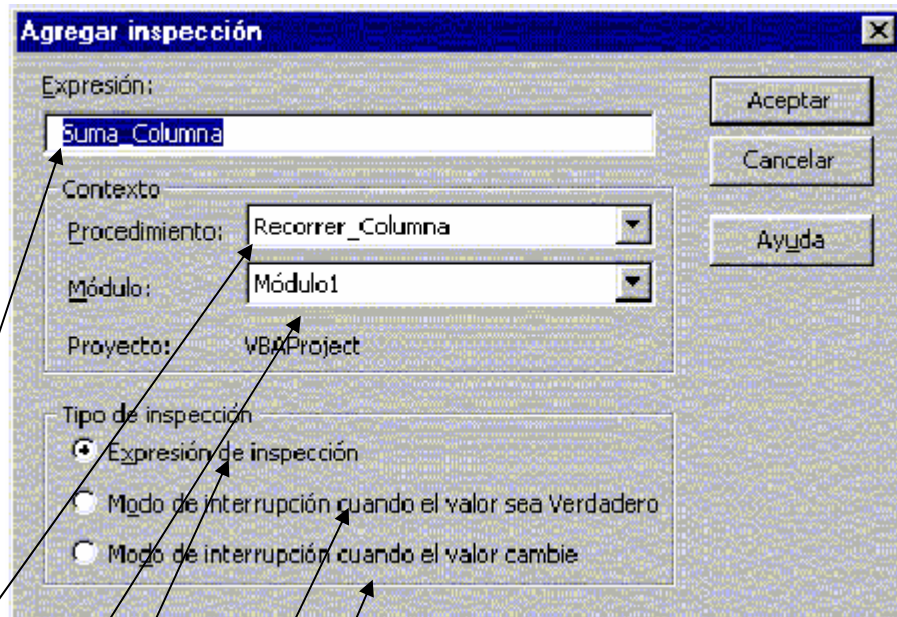 Agregar inspección
Expresión:
Suma_Columna
Aceptar
Cancelar
Ayuda
Contexto
Procedimiento: Recorrer_Columna
Módulo: Módulo1
Proyecto: VBAProject
Tipo de inspección
Expresión de inspección
Modo de interrupción cuando el valor sea Verdadero
Modo de interrupción cuando el valor cambie